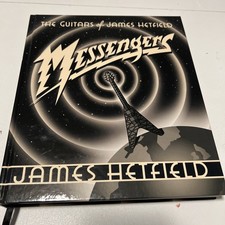 THE GUITARS of JAMES HETFIELD
MESSENGERS
JAMES HETFIELD